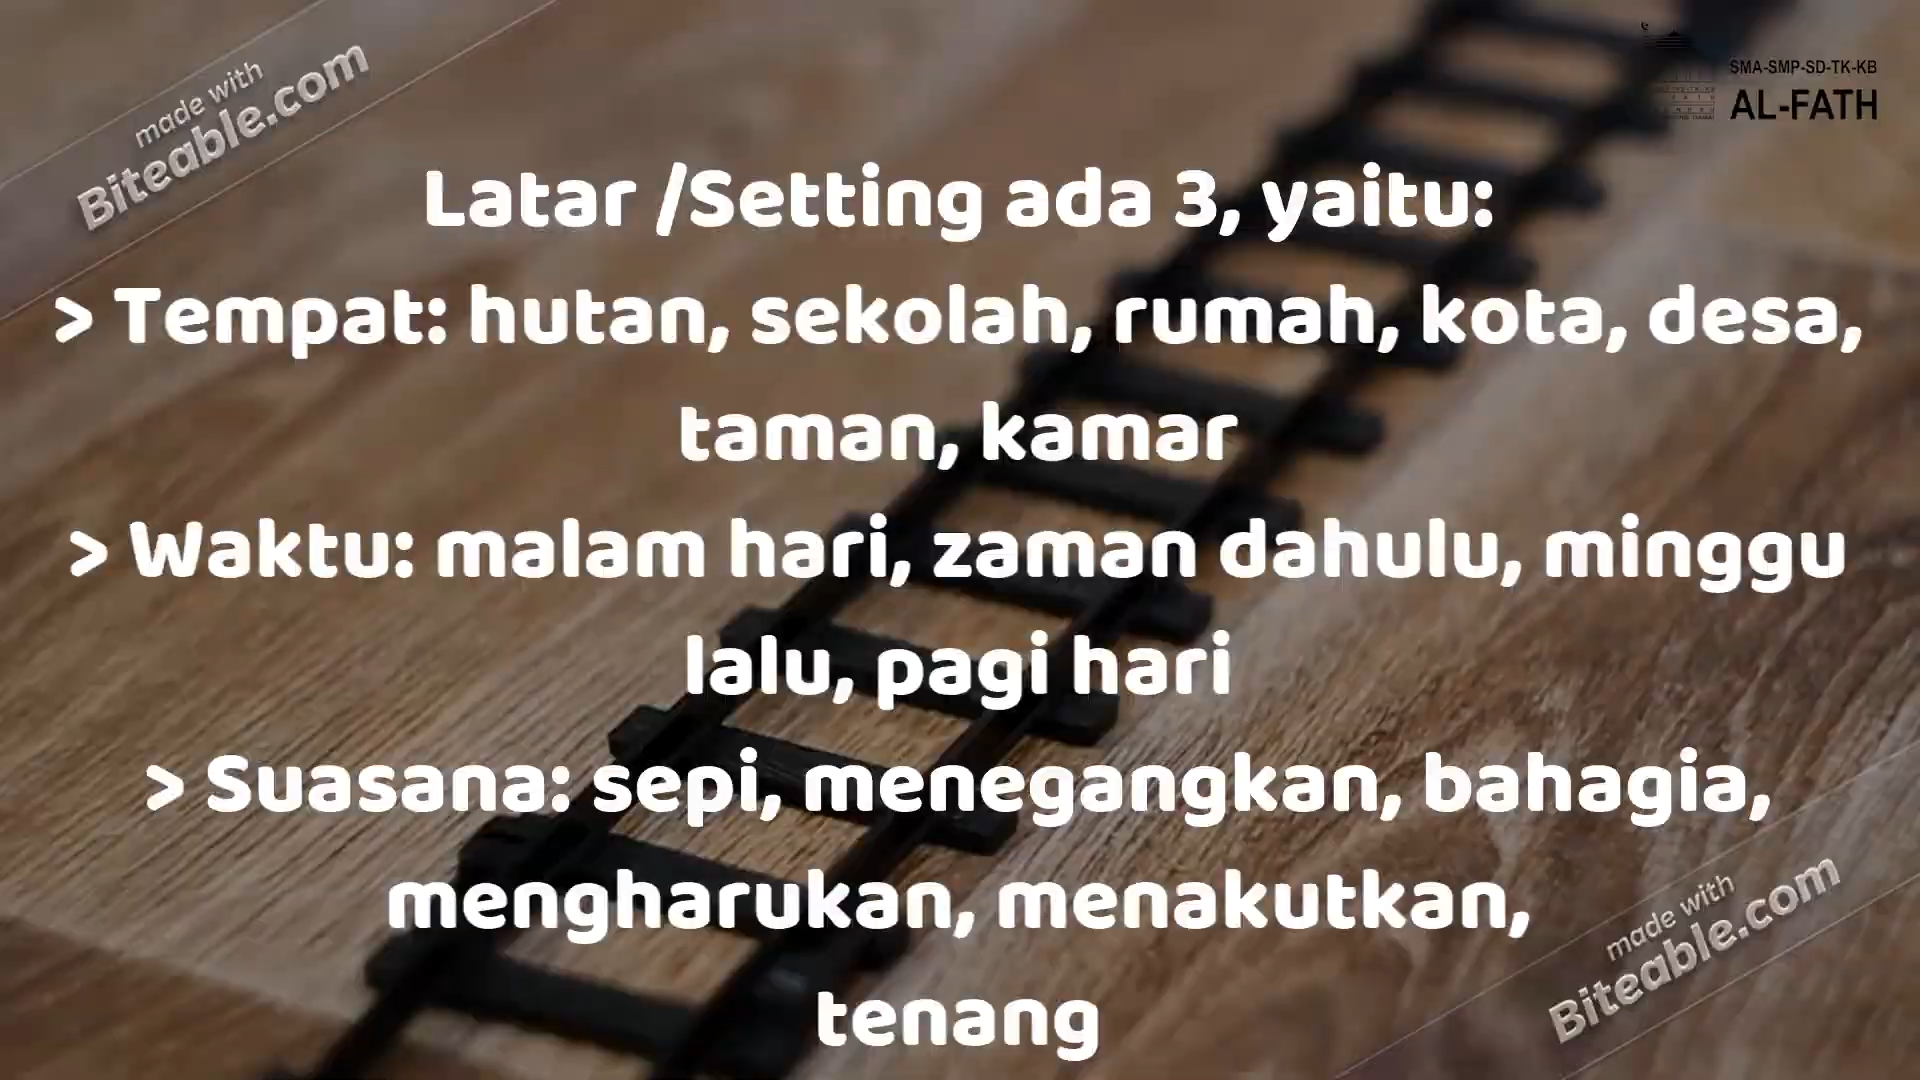 made with
Biteable.com
SMA-SMP-SD-TK-KB
AL-FATH
Latar /Setting ada 3, yaitu:
> Tempat: hutan, sekolah, rumah, kota, desa,
taman, kamar
> Waktu: malam hari, zaman dahulu, minggu
lalu, pagi hari
> Suasana: sepi, menegangkan, bahagia,
mengharukan, menakutkan,
tenang
made with
Biteable.com